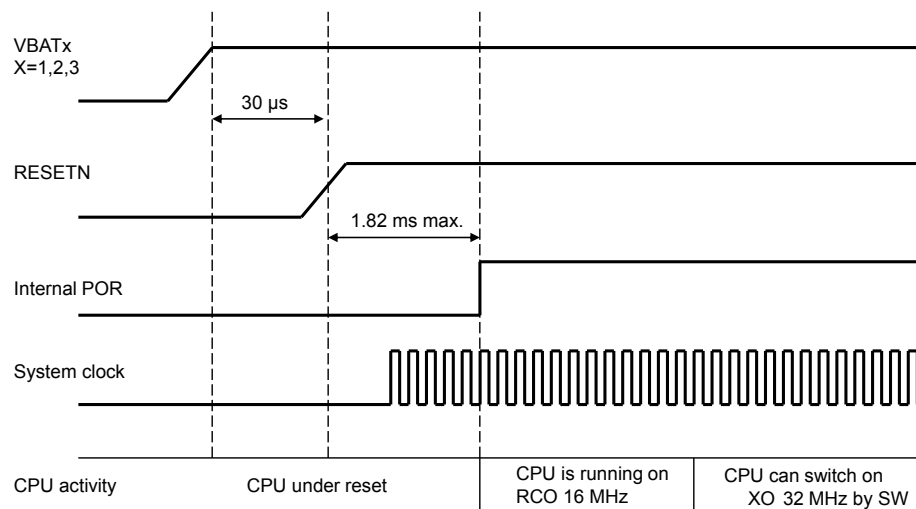 VBATx
X=1,2,3
30 µs
RESETN
1.82 ms max.
Internal POR
System clock
CPU activity
CPU under reset
CPU is running on
RCO 16 MHz
CPU can switch on
XO 32 MHz by SW